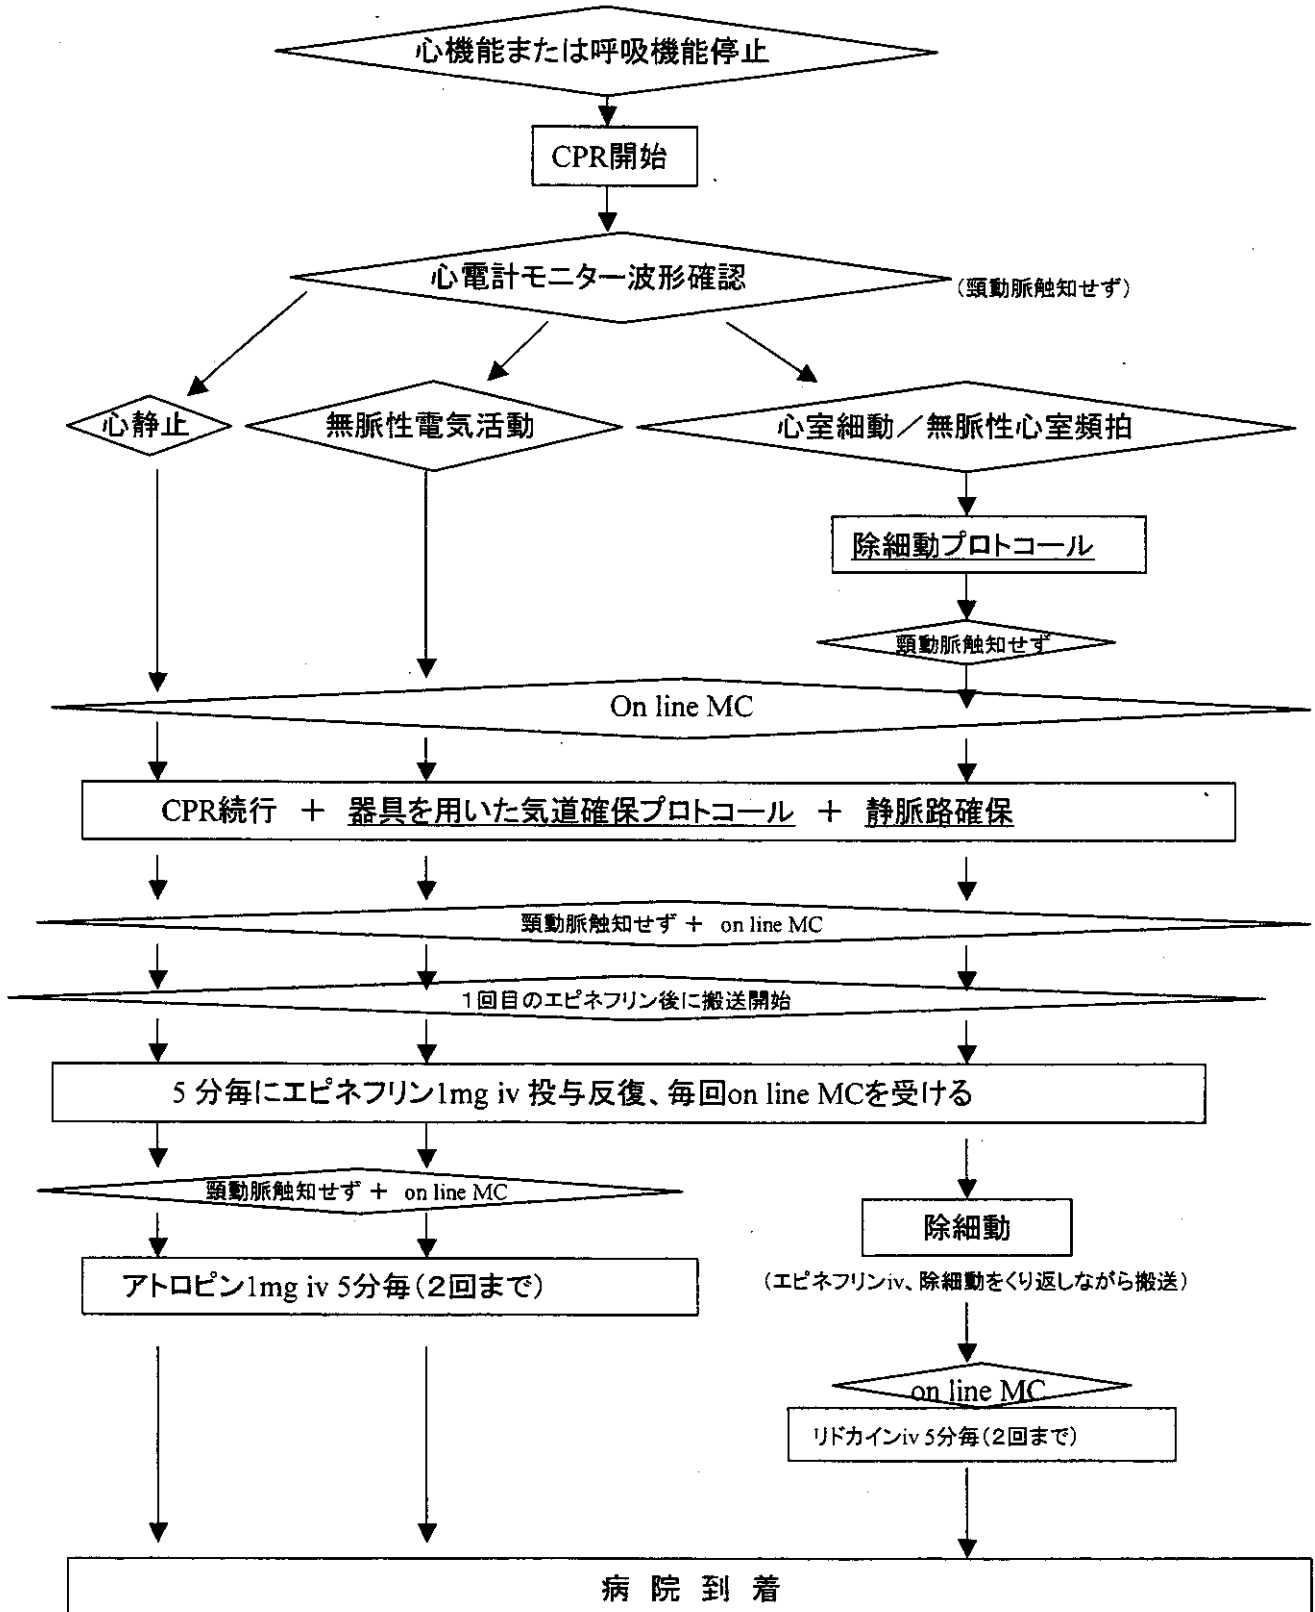 心機能または呼吸機能停止
CPR開始
心電計モニター波形確認
(頸動脈触知せず)
心静止
無脈性電気活動
心室細動／無脈性心室頻拍
除細動プロトコール
頸動脈触知せず
On line MC
CPR続行 ＋ 器具を用いた気道確保プロトコール ＋ 静脈路確保
頸動脈触知せず ＋ on line MC
1回目のエピネフリン後に搬送開始
5 分毎にエピネフリン1mg iv 投与反復、毎回on line MCを受ける
頸動脈触知せず ＋ on line MC
除細動
アトロピン1mg iv 5分毎(2回まで)
(エピネフリンiv、除細動をくり返しながら搬送)
on line MC
リドカインiv 5分毎(2回まで)
病 院 到 着